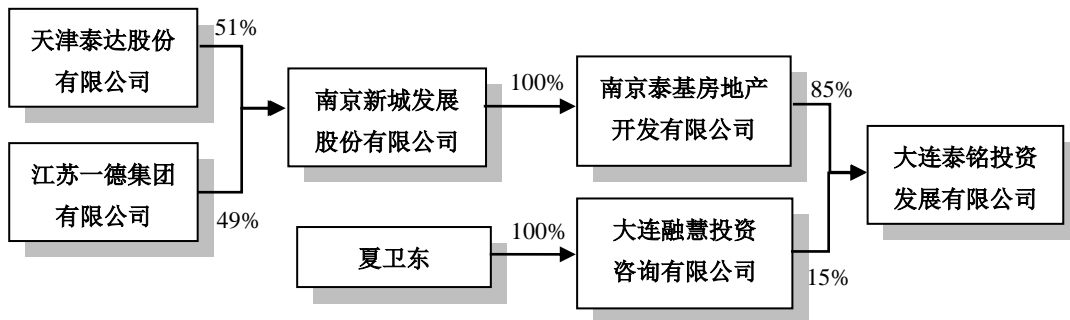 天津泰达股份
有限公司
51%
江苏一德集团
有限公司
49%
南京新城发展
股份有限公司
100%
南京泰基房地产
开发有限公司
85%
夏卫东
100%
大连融慧投资
咨询有限公司
15%
大连泰铭投资
发展有限公司